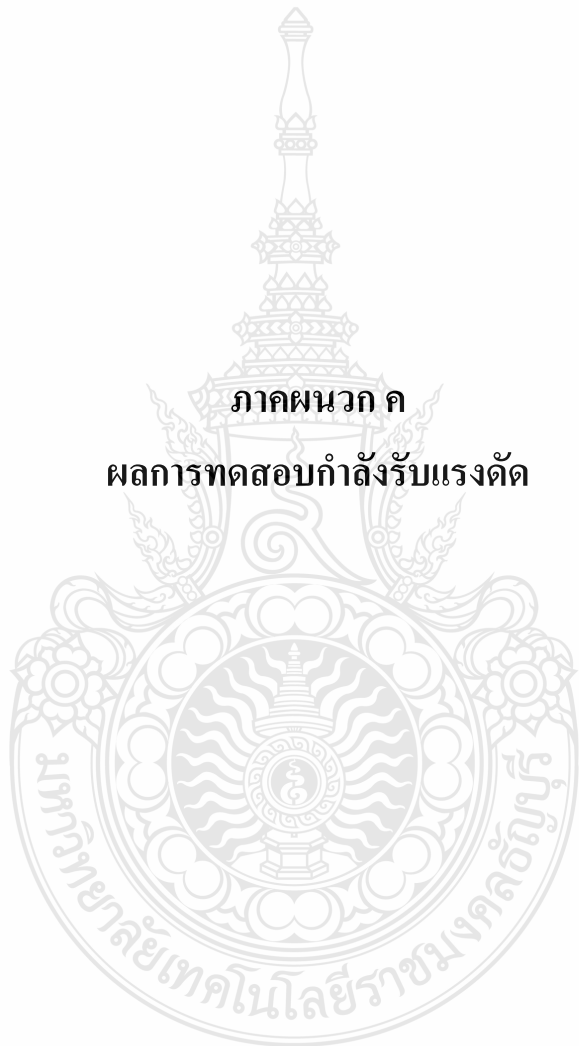 ภาคผนวก ค
ผลการทดสอบกำลังรับแรงดัด
มหาวิทยาลัยเทคโนโลยีราชมงคลธัญบุรี